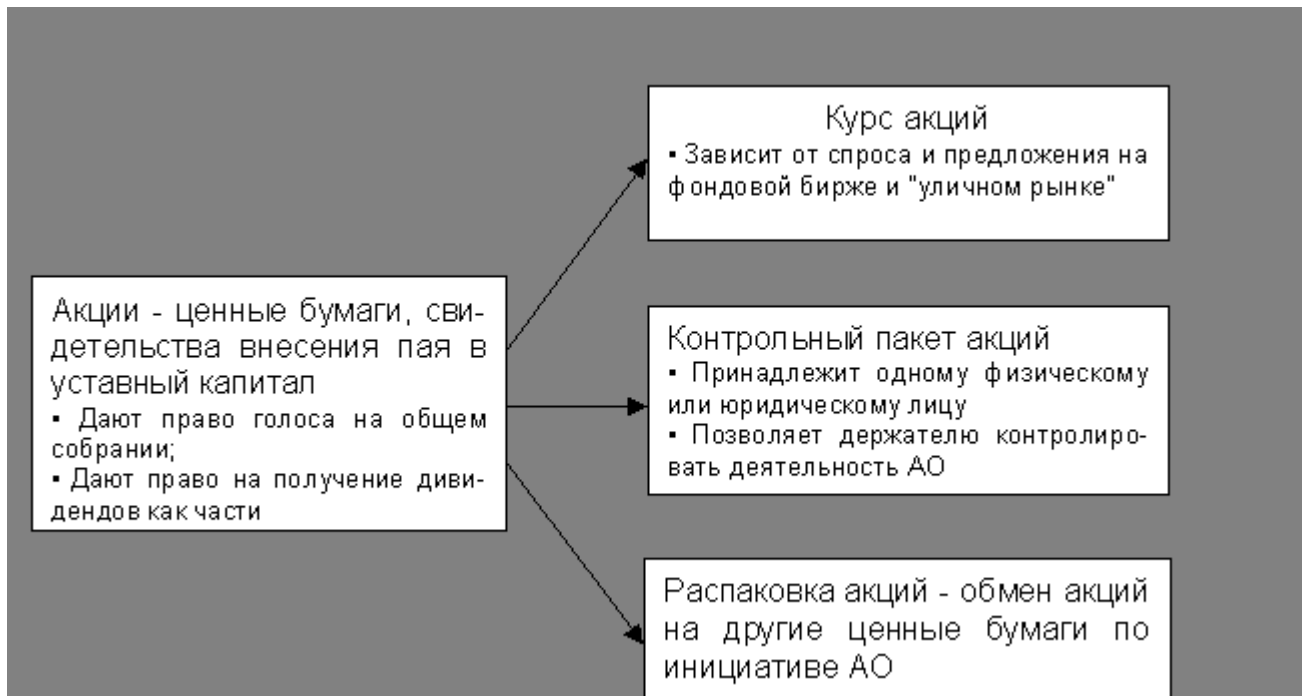 Акции - ценные бумаги, сви-
детельства внесения пая в
уставный капитал
▪ Дают право голоса на общем
собрании;
▪ Дают право на получение диви-
дендов как части
Курс акций
▪ Зависит от спроса и предложения на
фондовой бирже и "уличном рынке"
Контрольный пакет акций
▪ Принадлежит одному физическому
или юридическому лицу
▪ Позволяет держателю контролиро-
вать деятельность АО
Распаковка акций - обмен акций
на другие ценные бумаги по
инициативе АО